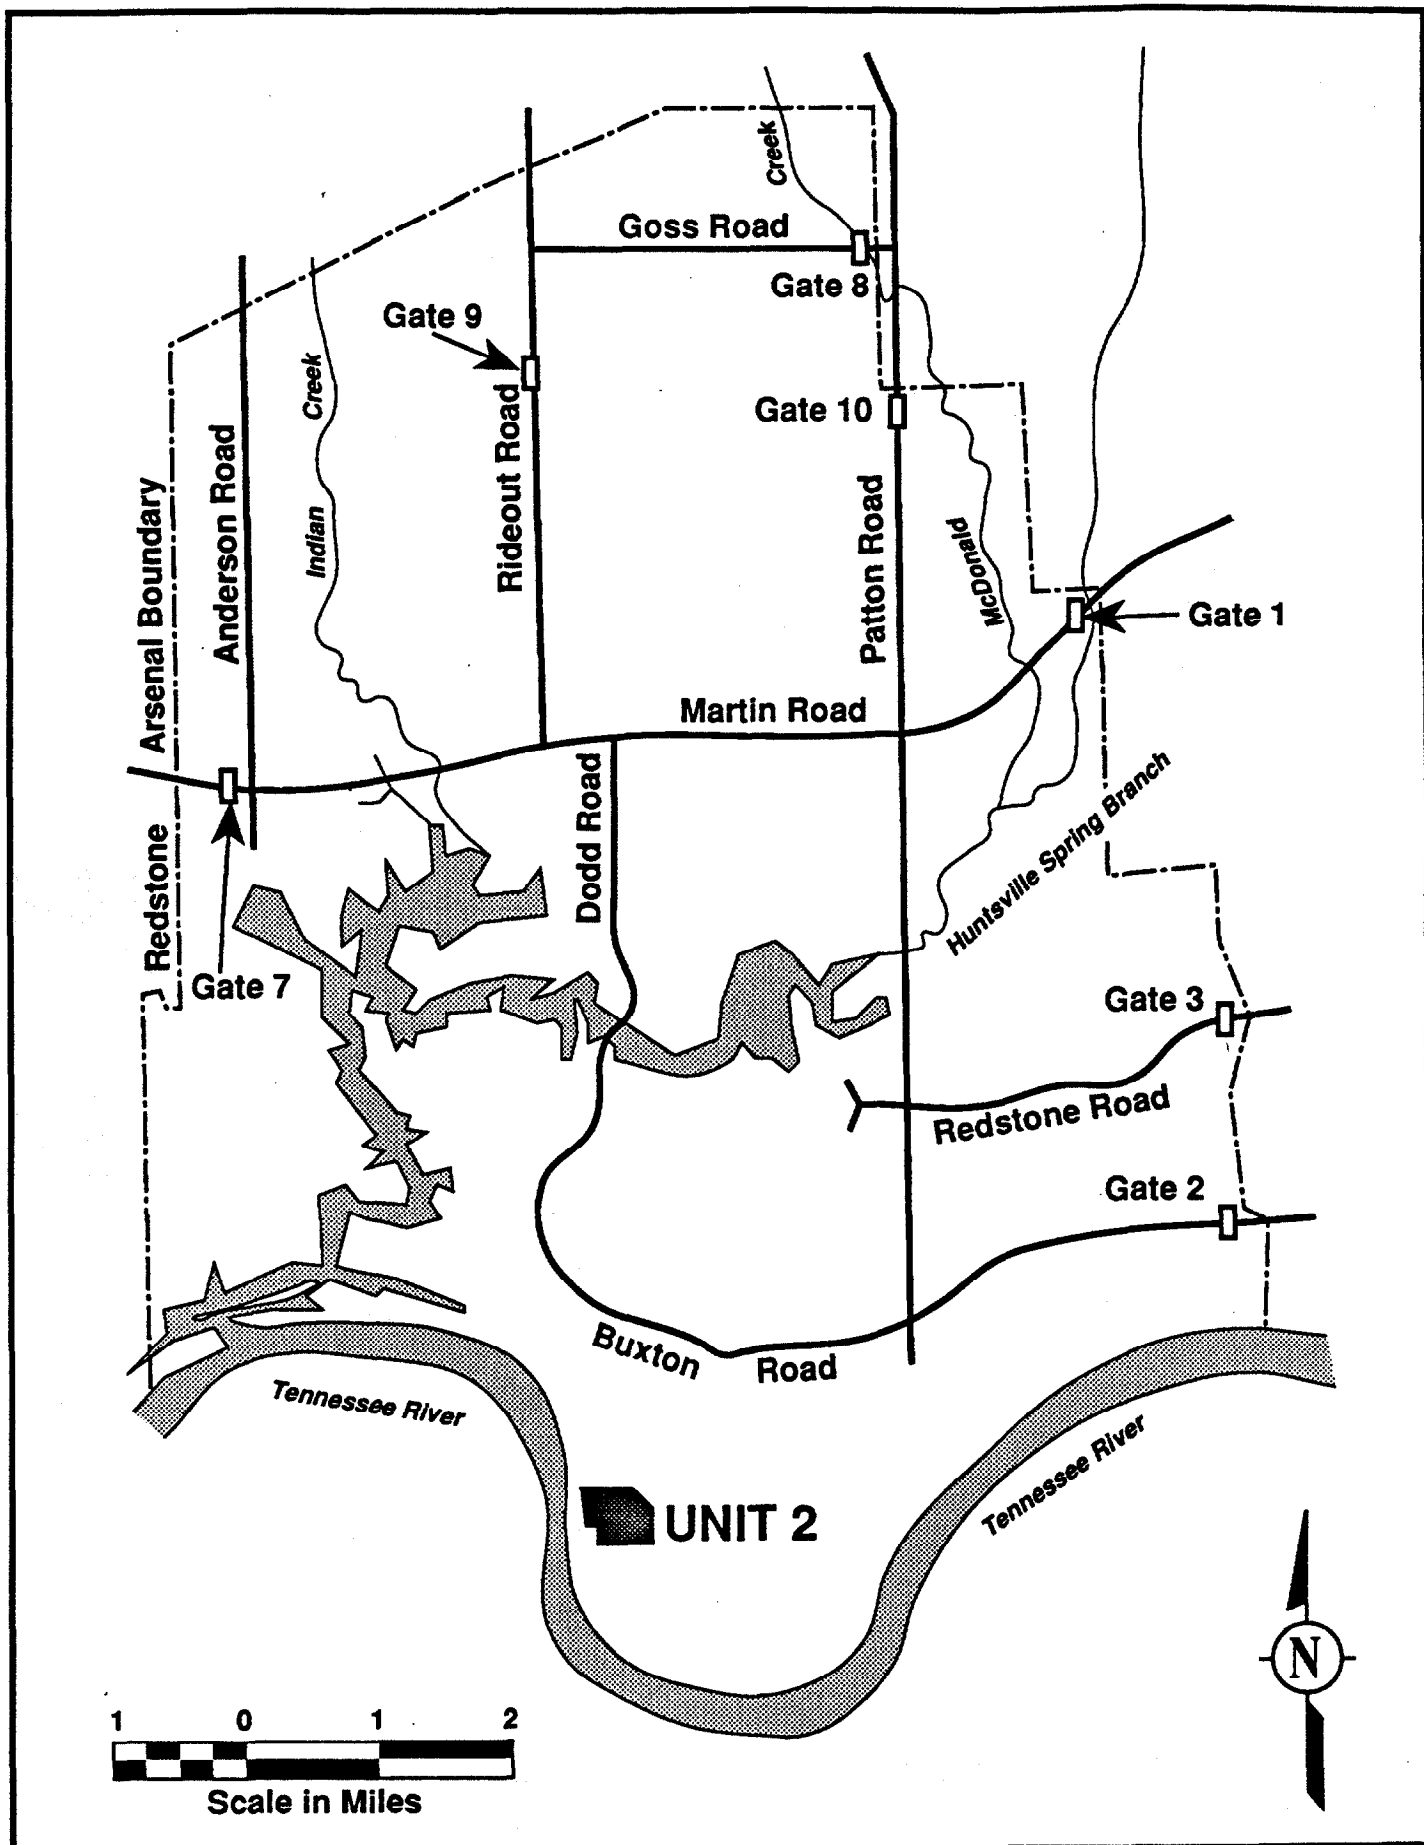 Creek
Goss Road
Gate 8
Gate 9
Creek
Gate 10
Anderson Road
Rideout Road
Indian
Patton Road
McDonald
Redstone Arsenal Boundary
Gate 1
Martin Road
Dodd Road
Huntsville Spring Branch
Gate 7
Gate 3
Redstone Road
Gate 2
Buxton Road
Tennessee River
Tennessee River
UNIT 2
N
1 0 1 2
Scale in Miles